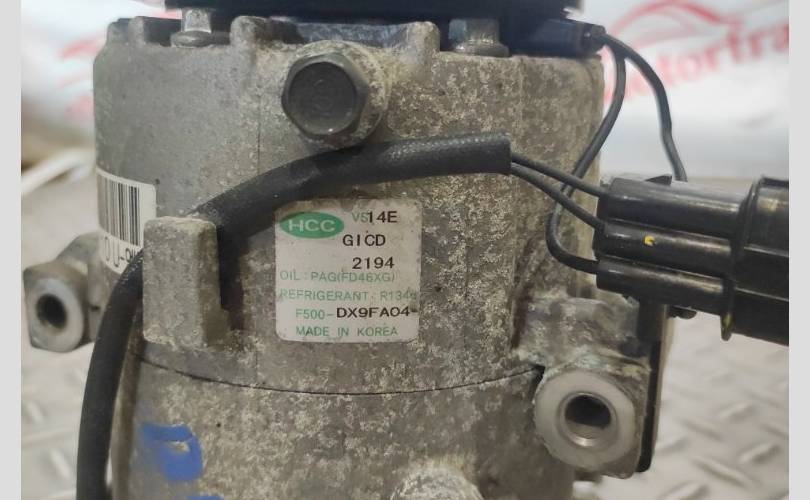 HCC VS14E
GICD
2194
OIL : PAG(FD46XG)
REFRIGERANT : R134a
F500-DX9FA04
MADE IN KOREA